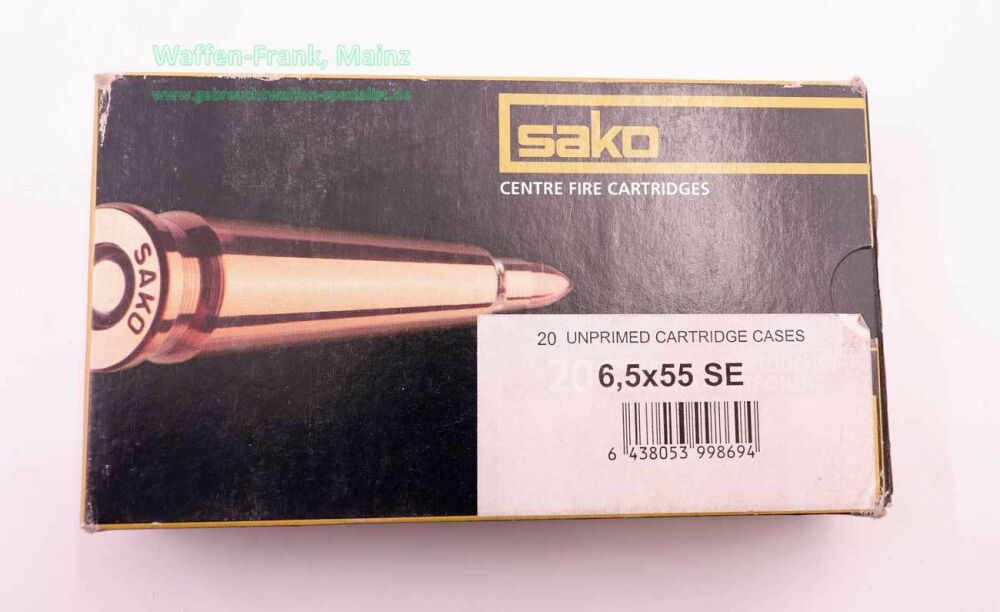 Waffen-Frank, Mainz
www.gebrauchtwaffen-spezialist.de
sako
CENTRE FIRE CARTRIDGES
SAKO
20 UNPRIMED CARTRIDGE CASES
6,5x55 SE
6 438053 998694